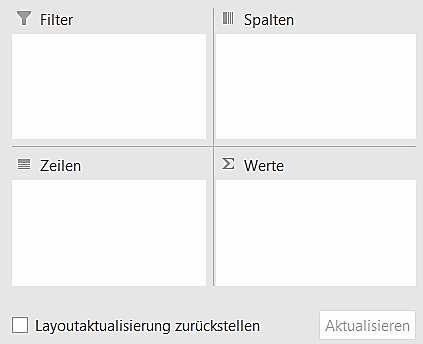 Filter
Spalten
Zeilen
Werte
Layoutaktualisierung zurückstellen
Aktualisieren